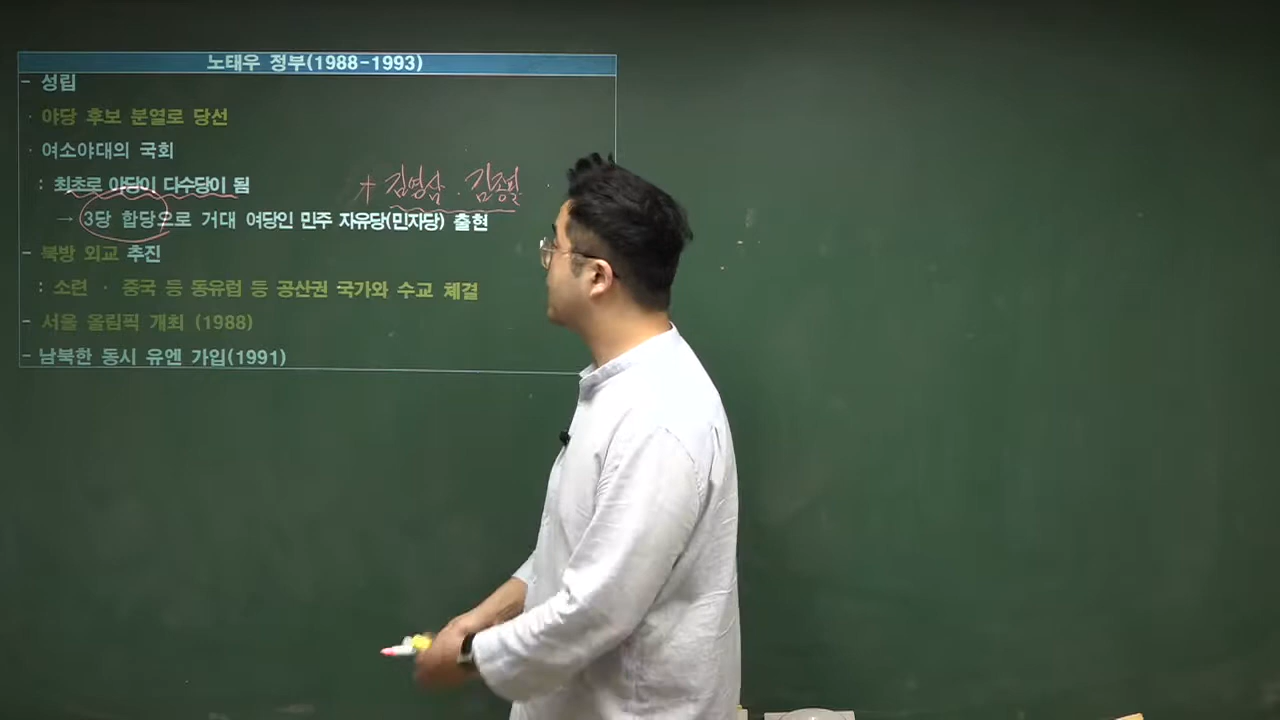 노태우 정부(1988-1993)
- 성립
· 야당 후보 분열로 당선
· 여소야대의 국회
: 최초로 야당이 다수당이 됨
+ 김영삼 · 김종필
→ 3당 합당으로 거대 여당인 민주 자유당(민자당) 출현
- 북방 외교 추진
: 소련 · 중국 등 동유럽 등 공산권 국가와 수교 체결
- 서울 올림픽 개최 (1988)
- 남북한 동시 유엔 가입(1991)